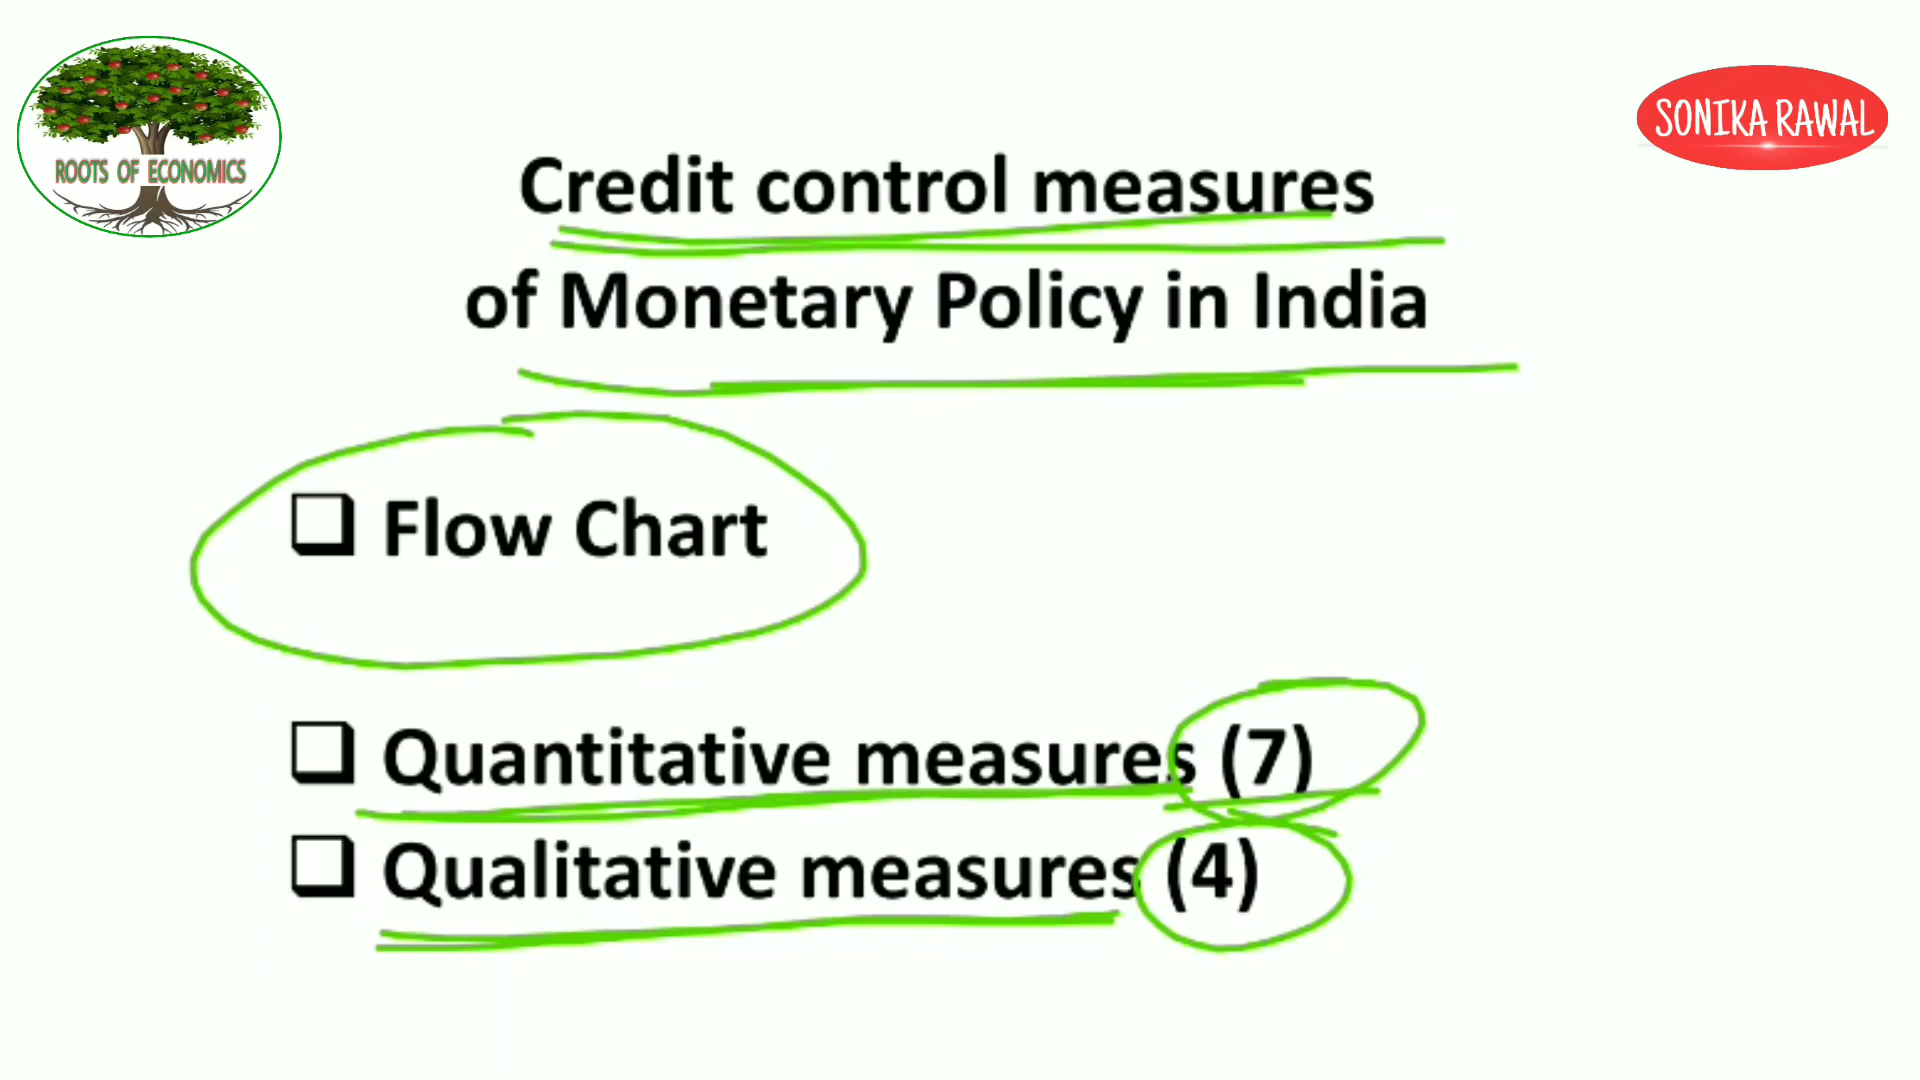 ROOTS OF ECONOMICS
SONIKA RAWAL
Credit control measures
of Monetary Policy in India
❑ Flow Chart
❑ Quantitative measures (7)
❑ Qualitative measures (4)